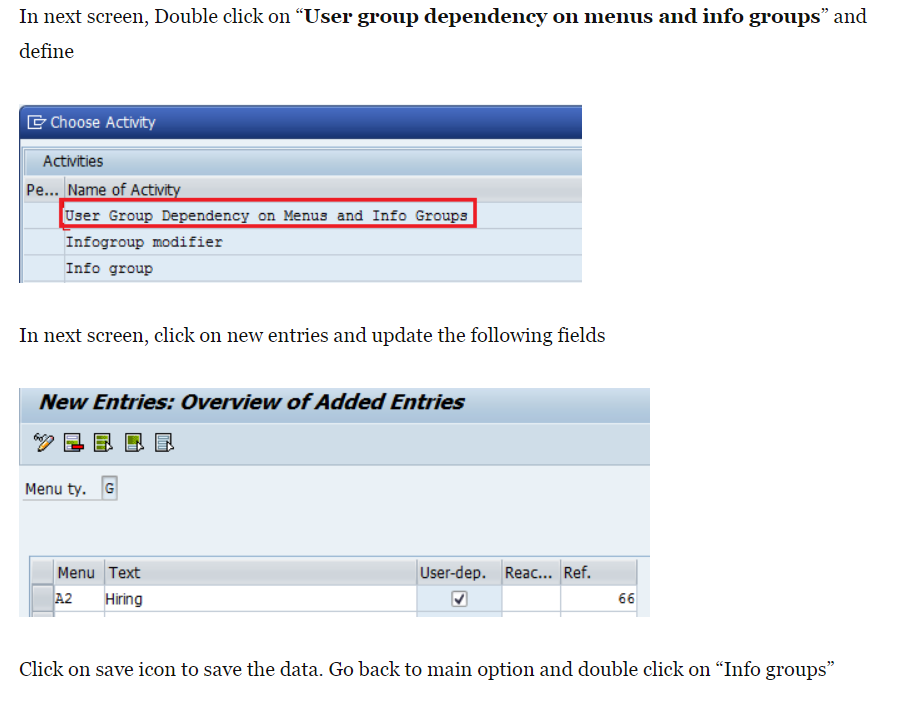 In next screen, Double click on “User group dependency on menus and info groups” and
define
Choose Activity
Activities
Pe... Name of Activity
User Group Dependency on Menus and Info Groups
Infogroup modifier
Info group
In next screen, click on new entries and update the following fields
New Entries: Overview of Added Entries
Menu ty. G
Menu Text User-dep. Reac... Ref.
A2 Hiring 66
Click on save icon to save the data. Go back to main option and double click on “Info groups”